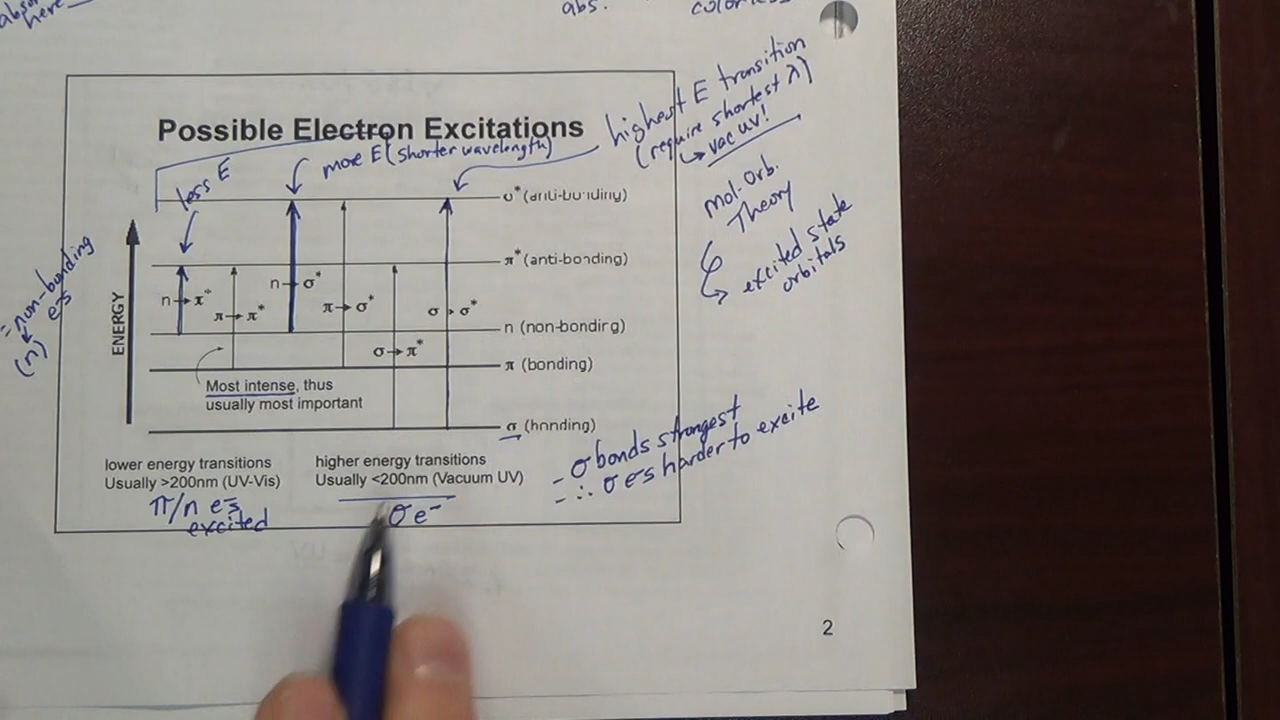 here
abs.
Possible Electron Excitations
less E
more E (shorter wavelength)
highest E transition
(require shortest λ)
↳ vac uv!
Mol. Orb.
Theory
↳ excited state
orbitals
σ* (anti-bonding)
π* (anti-bonding)
n (non-bonding)
π (bonding)
σ (bonding)
ENERGY
= non-bonding
e-s
(n)
n→π*
π→π*
n→σ*
π→σ*
σ→π*
σ→σ*
Most intense, thus
usually most important
lower energy transitions
Usually >200nm (UV-Vis)
π/n e-s
excited
higher energy transitions
Usually <200nm (Vacuum UV)
σ e-
- σ bonds strongest
- ∴ σ e-s harder to excite
2